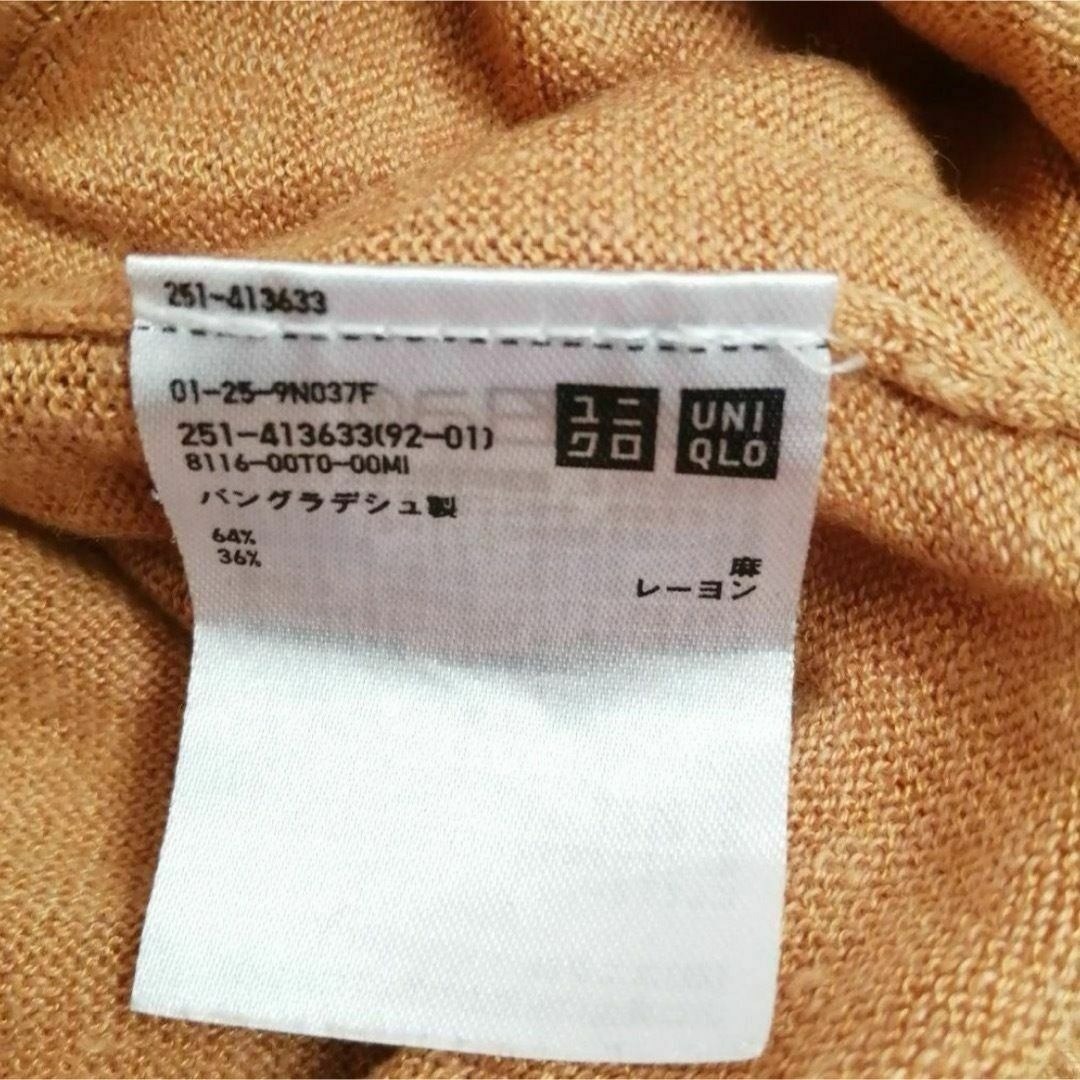 251-413633
01-25-9N037F
251-413633(92-01)
8116-00T0-00MI
バングラデシュ製
ユニ
クロ
UNI
QLO
64%
麻
36%
レーヨン